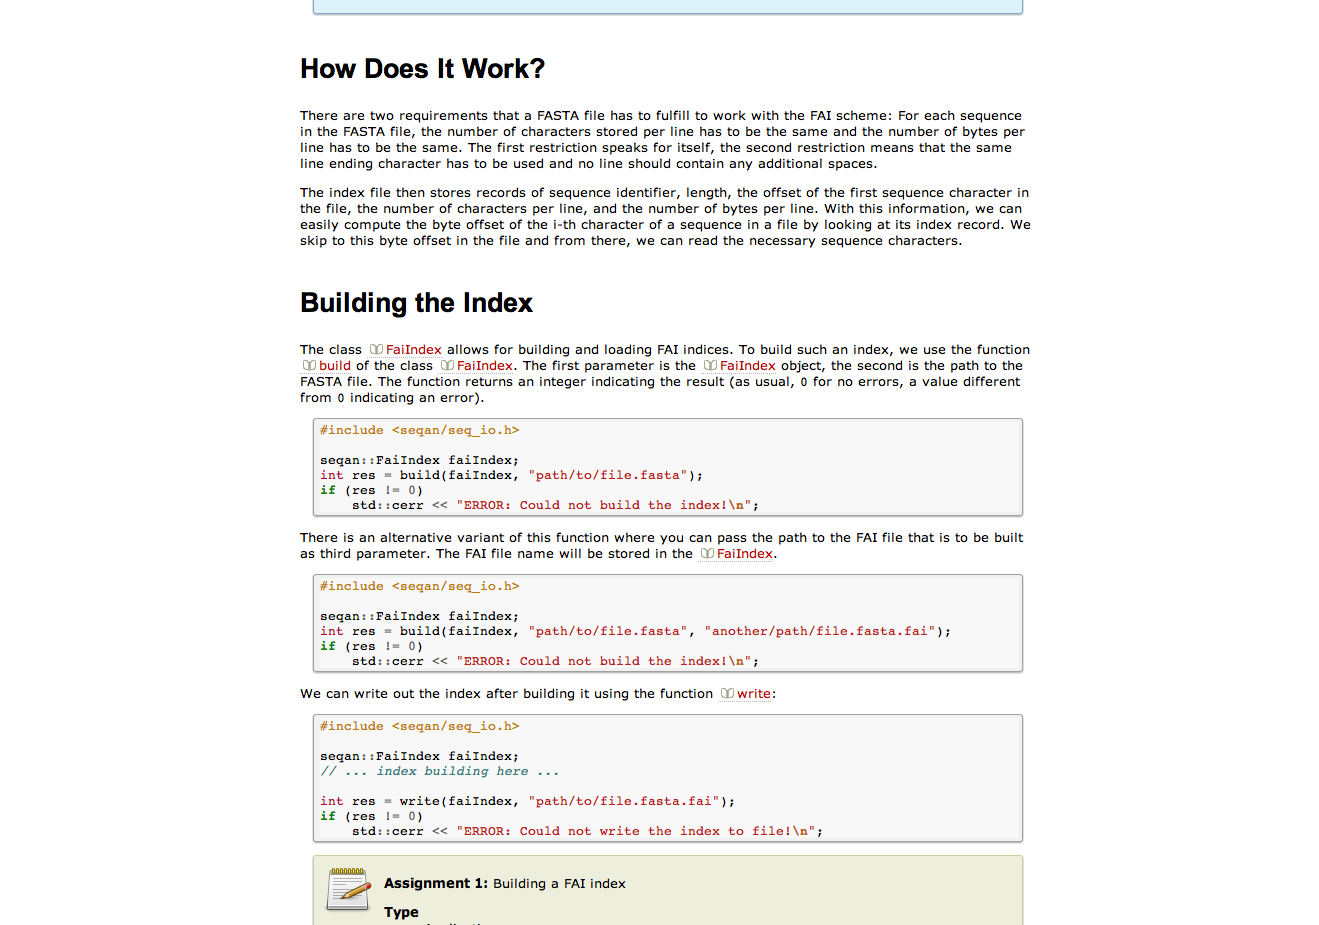 How Does It Work?
There are two requirements that a FASTA file has to fulfill to work with the FAI scheme: For each sequence
in the FASTA file, the number of characters stored per line has to be the same and the number of bytes per
line has to be the same. The first restriction speaks for itself, the second restriction means that the same
line ending character has to be used and no line should contain any additional spaces.
The index file then stores records of sequence identifier, length, the offset of the first sequence character in
the file, the number of characters per line, and the number of bytes per line. With this information, we can
easily compute the byte offset of the i-th character of a sequence in a file by looking at its index record. We
skip to this byte offset in the file and from there, we can read the necessary sequence characters.
Building the Index
The class FaiIndex allows for building and loading FAI indices. To build such an index, we use the function
build of the class FaiIndex. The first parameter is the FaiIndex object, the second is the path to the
FASTA file. The function returns an integer indicating the result (as usual, 0 for no errors, a value different
from 0 indicating an error).
#include <seqan/seq_io.h>
seqan::FaiIndex faiIndex;
int res = build(faiIndex, "path/to/file.fasta");
if (res != 0)
    std::cerr << "ERROR: Could not build the index!\n";
There is an alternative variant of this function where you can pass the path to the FAI file that is to be built
as third parameter. The FAI file name will be stored in the FaiIndex.
#include <seqan/seq_io.h>
seqan::FaiIndex faiIndex;
int res = build(faiIndex, "path/to/file.fasta", "another/path/file.fasta.fai");
if (res != 0)
    std::cerr << "ERROR: Could not build the index!\n";
We can write out the index after building it using the function write:
#include <seqan/seq_io.h>
seqan::FaiIndex faiIndex;
// ... index building here ...
int res = write(faiIndex, "path/to/file.fasta.fai");
if (res != 0)
    std::cerr << "ERROR: Could not write the index to file!\n";
Assignment 1: Building a FAI index
Type